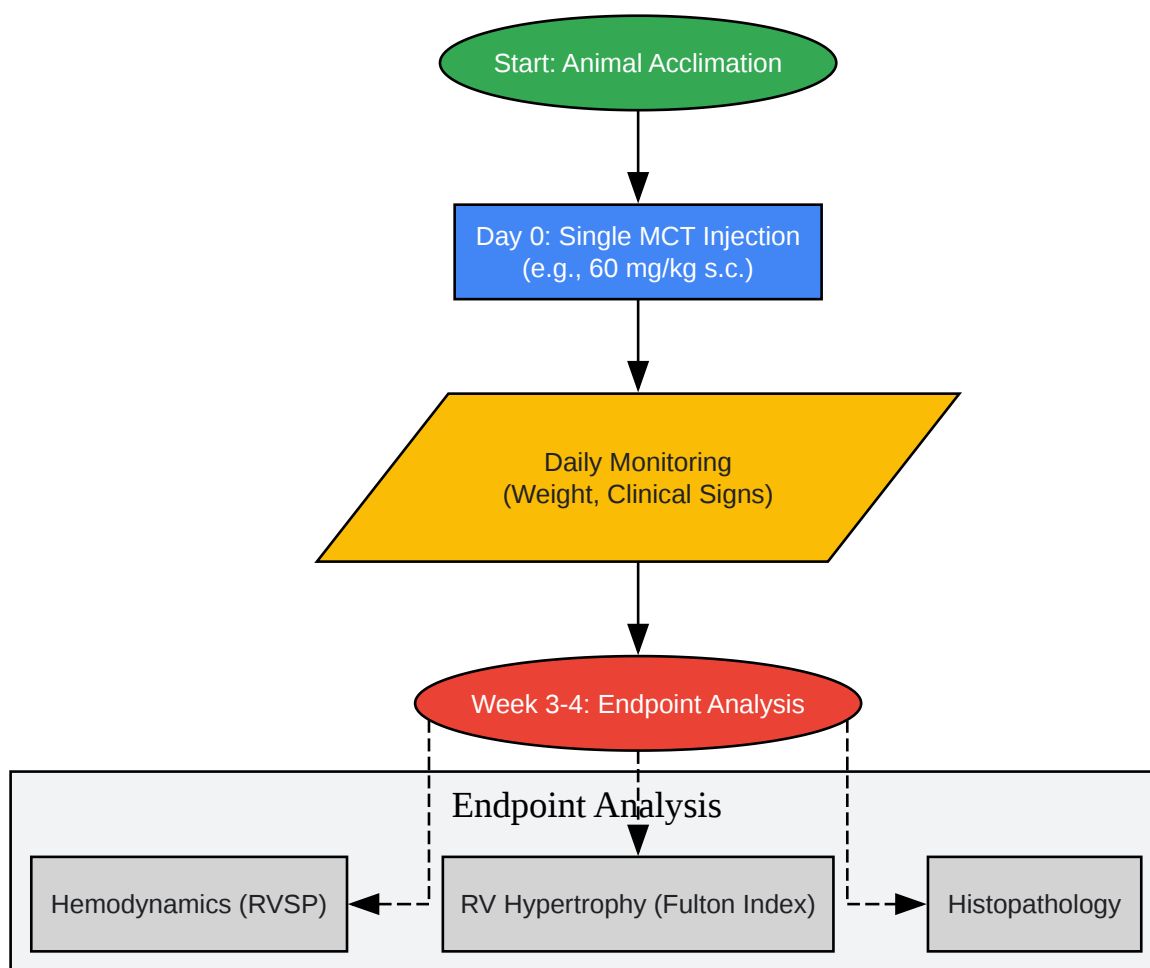 Start: Animal Acclimation
Day 0: Single MCT Injection
(e.g., 60 mg/kg s.c.)
Daily Monitoring
(Weight, Clinical Signs)
Week 3-4: Endpoint Analysis
Endpoint Analysis
Hemodynamics (RVSP)
RV Hypertrophy (Fulton Index)
Histopathology